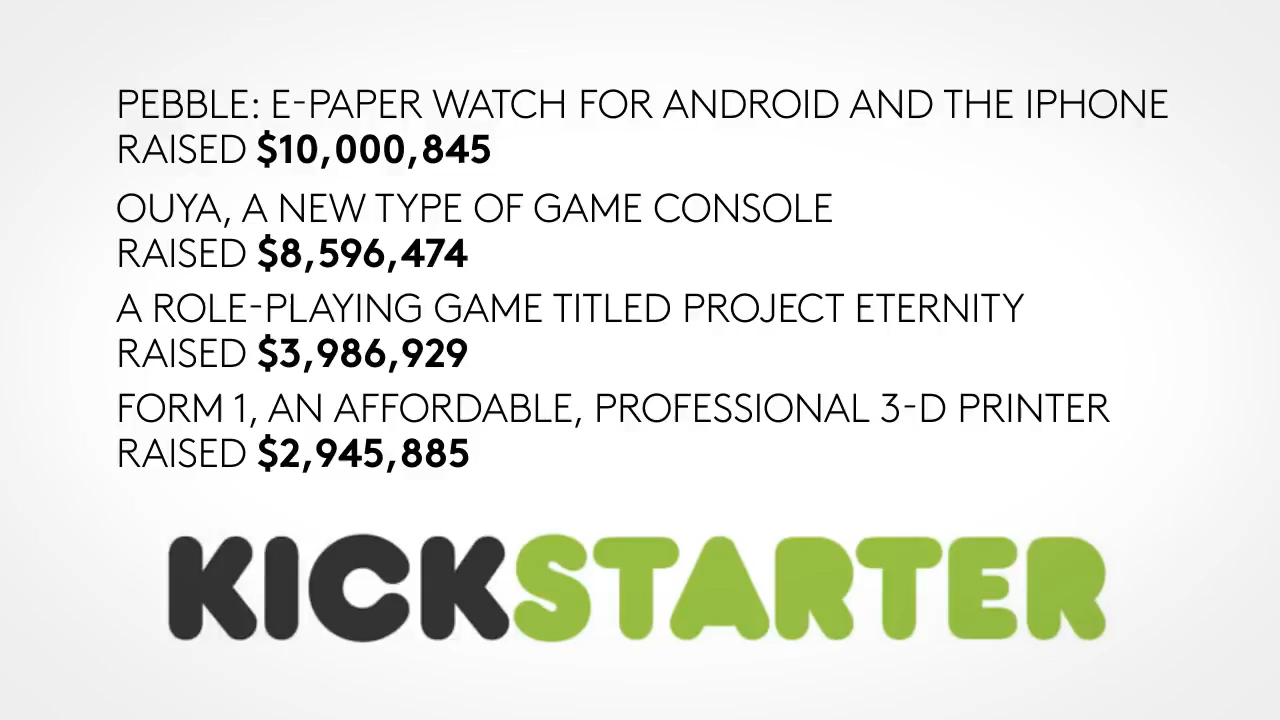 PEBBLE: E-PAPER WATCH FOR ANDROID AND THE IPHONE
RAISED $10,000,845
OUYA, A NEW TYPE OF GAME CONSOLE
RAISED $8,596,474
A ROLE-PLAYING GAME TITLED PROJECT ETERNITY
RAISED $3,986,929
FORM 1, AN AFFORDABLE, PROFESSIONAL 3-D PRINTER
RAISED $2,945,885
KICKSTARTER